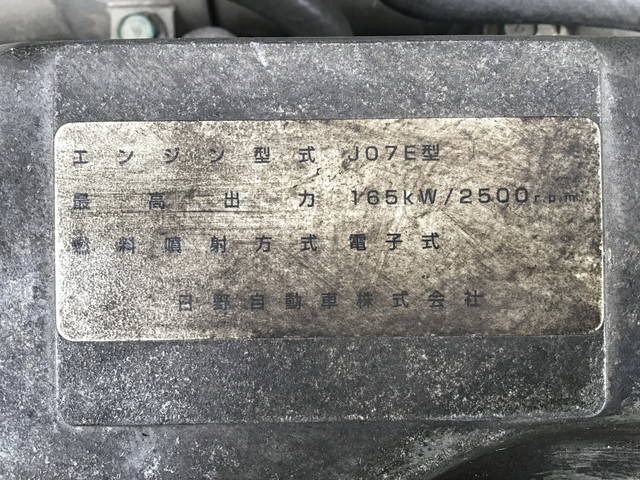 エンジン型式 J07E型
最高出力 165kW/2500r.p.m
燃料噴射方式 電子式
日野自動車株式会社